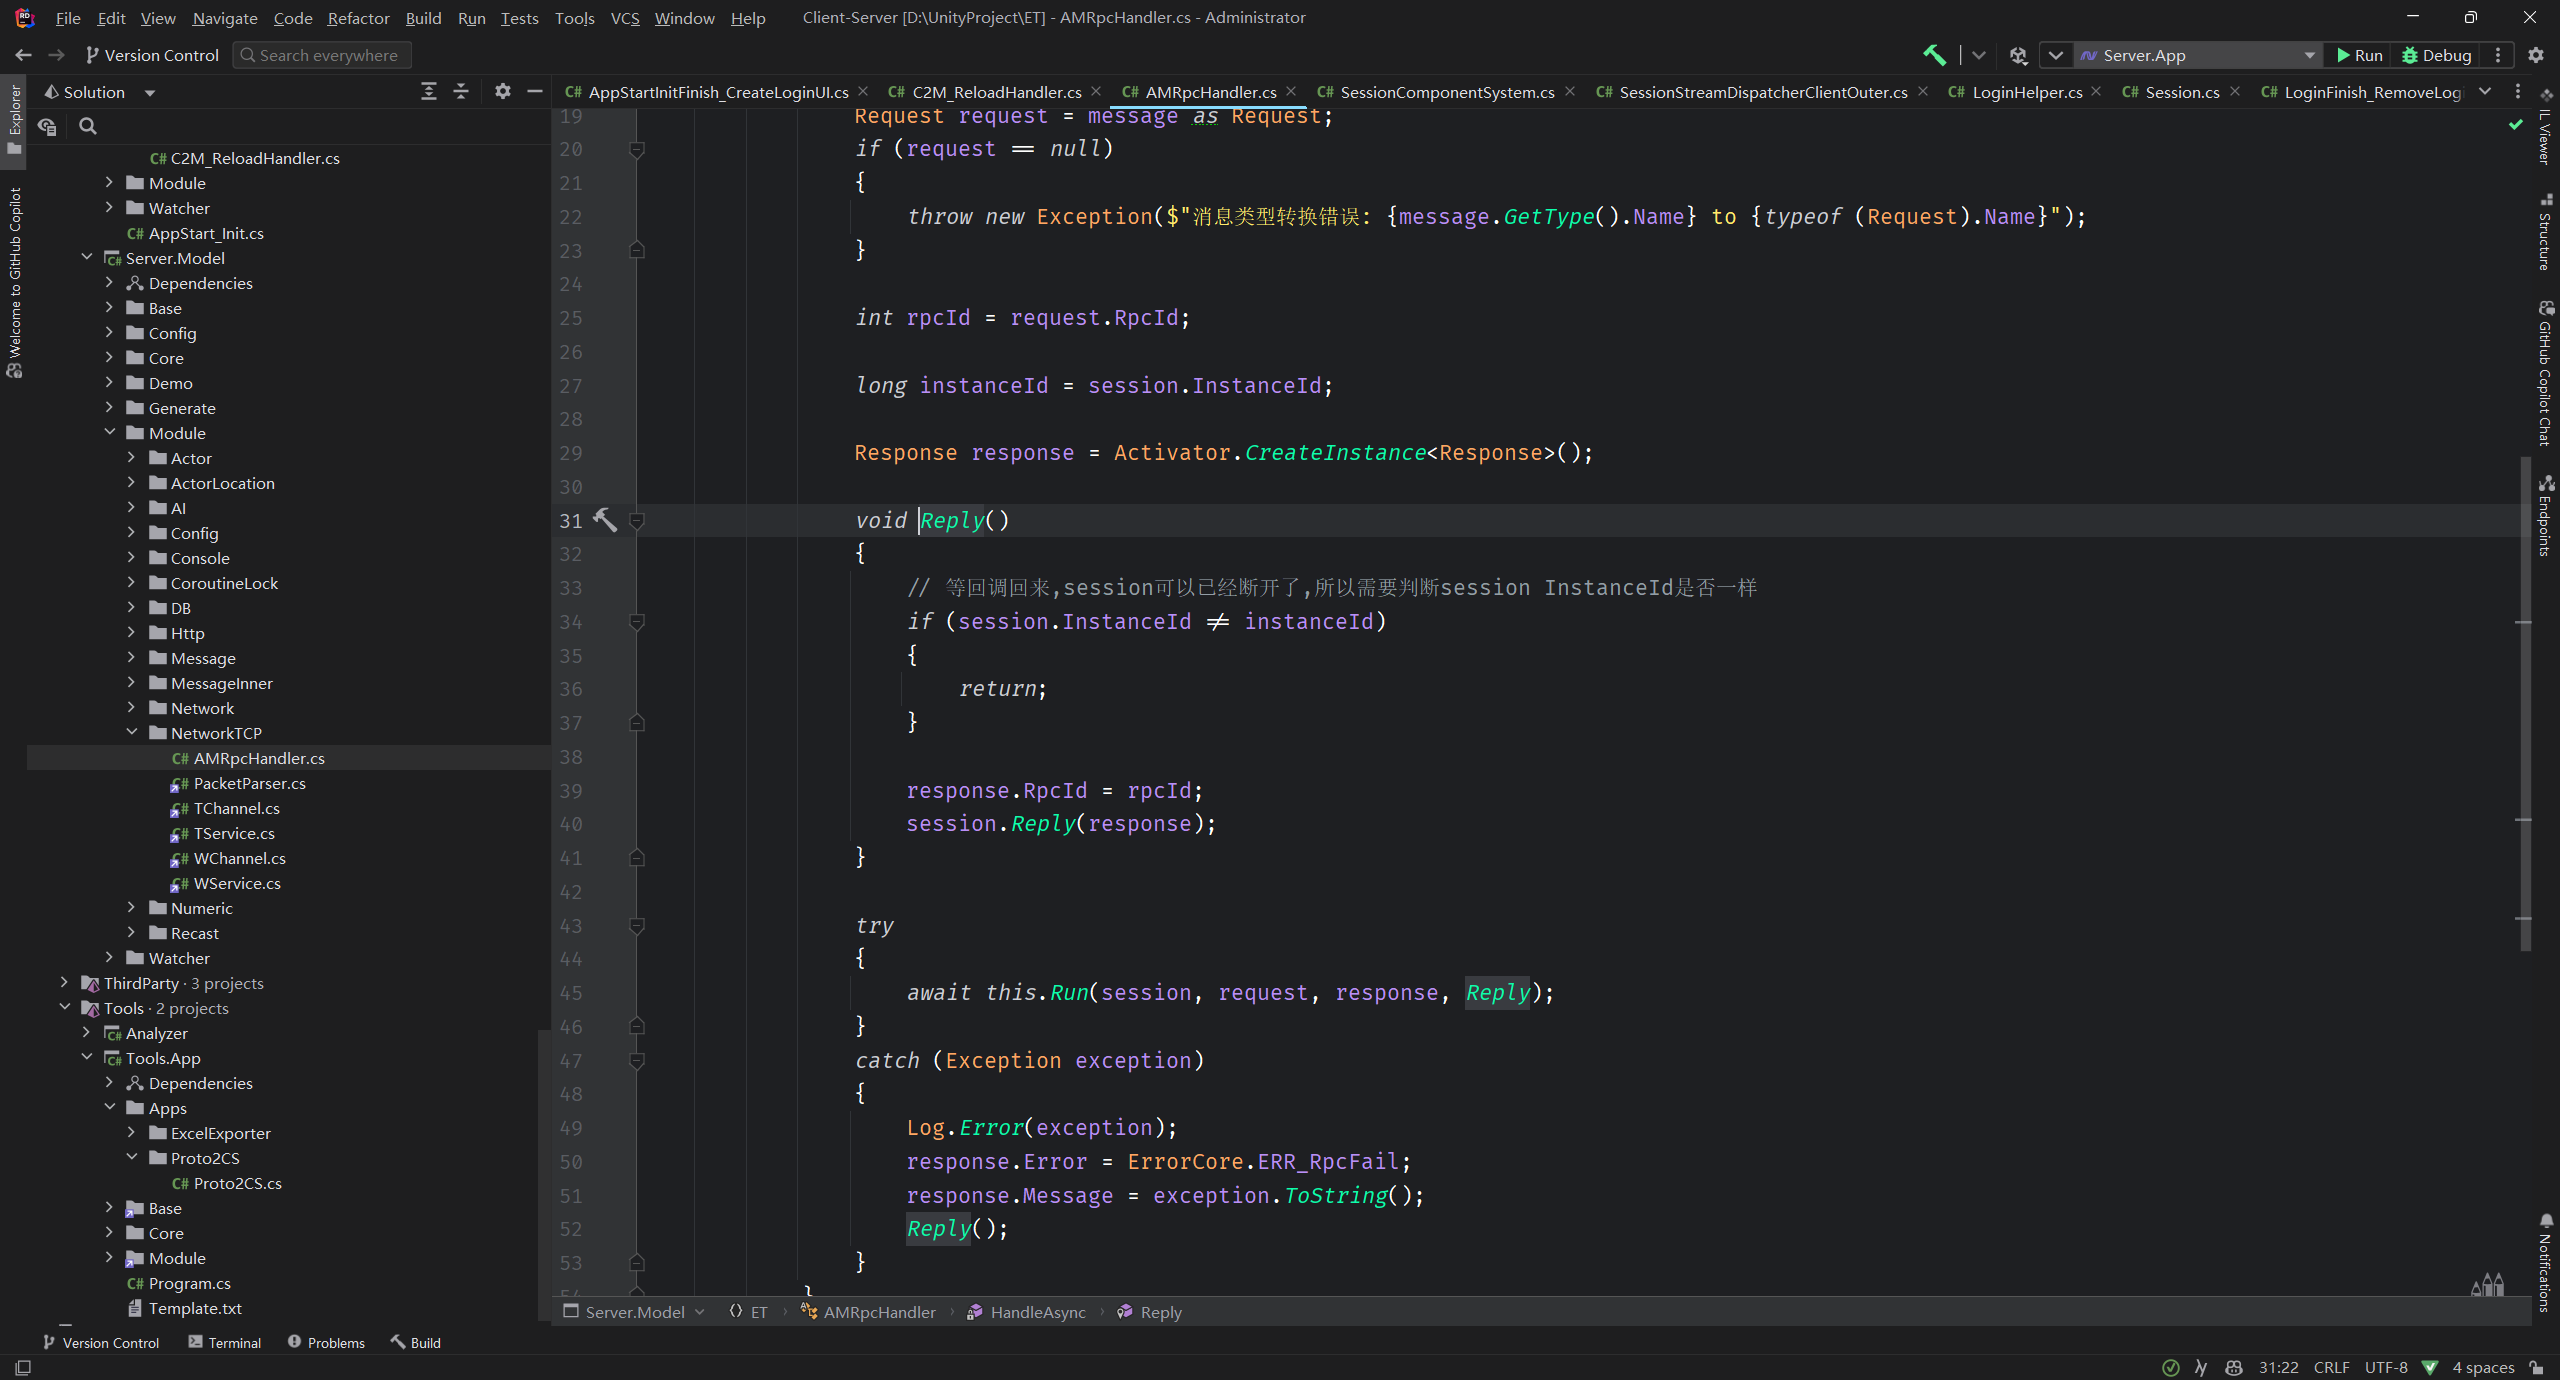 File Edit View Navigate Code Refactor Build Run Tests Tools VCS Window Help Client-Server [D:\UnityProject\ET] - AMRpcHandler.cs - Administrator
Version Control Search everywhere Server.App Run Debug
Solution
AppStartInitFinish_CreateLoginUI.cs C2M_ReloadHandler.cs AMRpcHandler.cs SessionComponentSystem.cs SessionStreamDispatcherClientOuter.cs LoginHelper.cs Session.cs LoginFinish_RemoveLogi
Explorer
Welcome to GitHub Copilot
C# C2M_ReloadHandler.cs
Module
Watcher
C# AppStart_Init.cs
Server.Model
Dependencies
Base
Config
Core
Demo
Generate
Module
Actor
ActorLocation
AI
Config
Console
CoroutineLock
DB
Http
Message
MessageInner
Network
NetworkTCP
C# AMRpcHandler.cs
C# PacketParser.cs
C# TChannel.cs
C# TService.cs
C# WChannel.cs
C# WService.cs
Numeric
Recast
Watcher
ThirdParty · 3 projects
Tools · 2 projects
Analyzer
Tools.App
Dependencies
Apps
ExcelExporter
Proto2CS
C# Proto2CS.cs
Base
Core
Module
C# Program.cs
Template.txt
19 Request request = message as Request;
20 if (request == null)
21 {
22 throw new Exception($"消息类型转换错误: {message.GetType().Name} to {typeof (Request).Name}");
23 }
24
25 int rpcId = request.RpcId;
26
27 long instanceId = session.InstanceId;
28
29 Response response = Activator.CreateInstance<Response>();
30
31 void Reply()
32 {
33 // 等回调回来,session可以已经断开了,所以需要判断session InstanceId是否一样
34 if (session.InstanceId != instanceId)
35 {
36 return;
37 }
38
39 response.RpcId = rpcId;
40 session.Reply(response);
41 }
42
43 try
44 {
45 await this.Run(session, request, response, Reply);
46 }
47 catch (Exception exception)
48 {
49 Log.Error(exception);
50 response.Error = ErrorCore.ERR_RpcFail;
51 response.Message = exception.ToString();
52 Reply();
53 }
54 }
IL Viewer
Structure
GitHub Copilot Chat
Endpoints
Notifications
Server.Model ET AMRpcHandler HandleAsync Reply
Version Control Terminal Problems Build
31:22 CRLF UTF-8 4 spaces